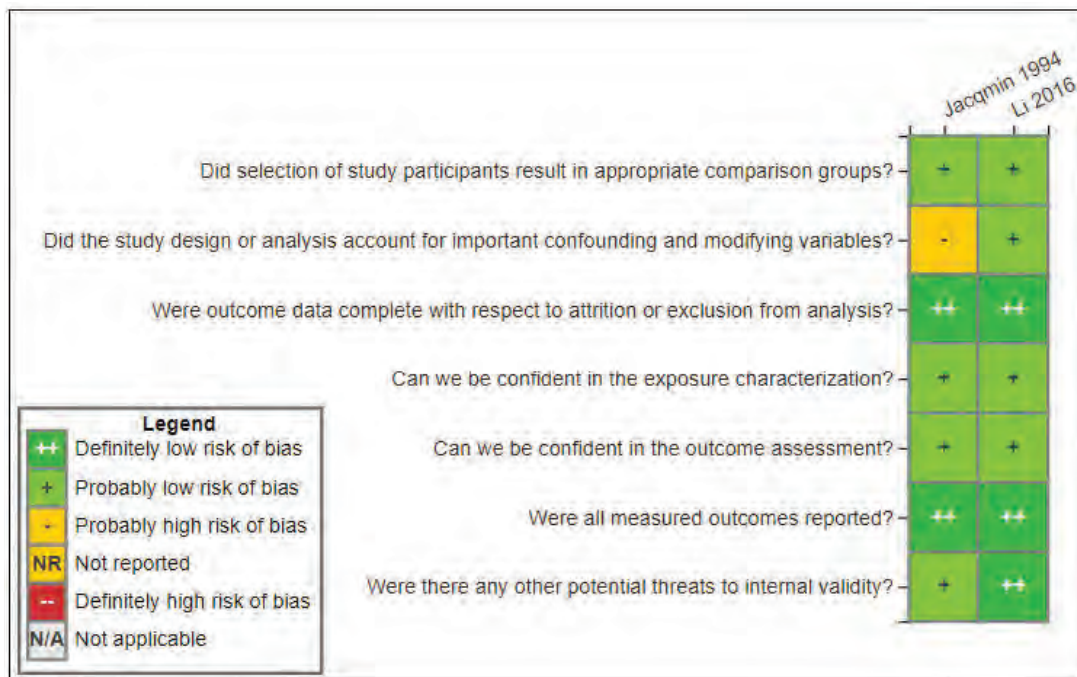 Jacqmin 1994
Li 2016
Did selection of study participants result in appropriate comparison groups? + +
Did the study design or analysis account for important confounding and modifying variables? - +
Were outcome data complete with respect to attrition or exclusion from analysis? ++ ++
Can we be confident in the exposure characterization? + +
Can we be confident in the outcome assessment? + +
Were all measured outcomes reported? ++ ++
Were there any other potential threats to internal validity? + ++
Legend
++ Definitely low risk of bias
+ Probably low risk of bias
- Probably high risk of bias
NR Not reported
-- Definitely high risk of bias
N/A Not applicable